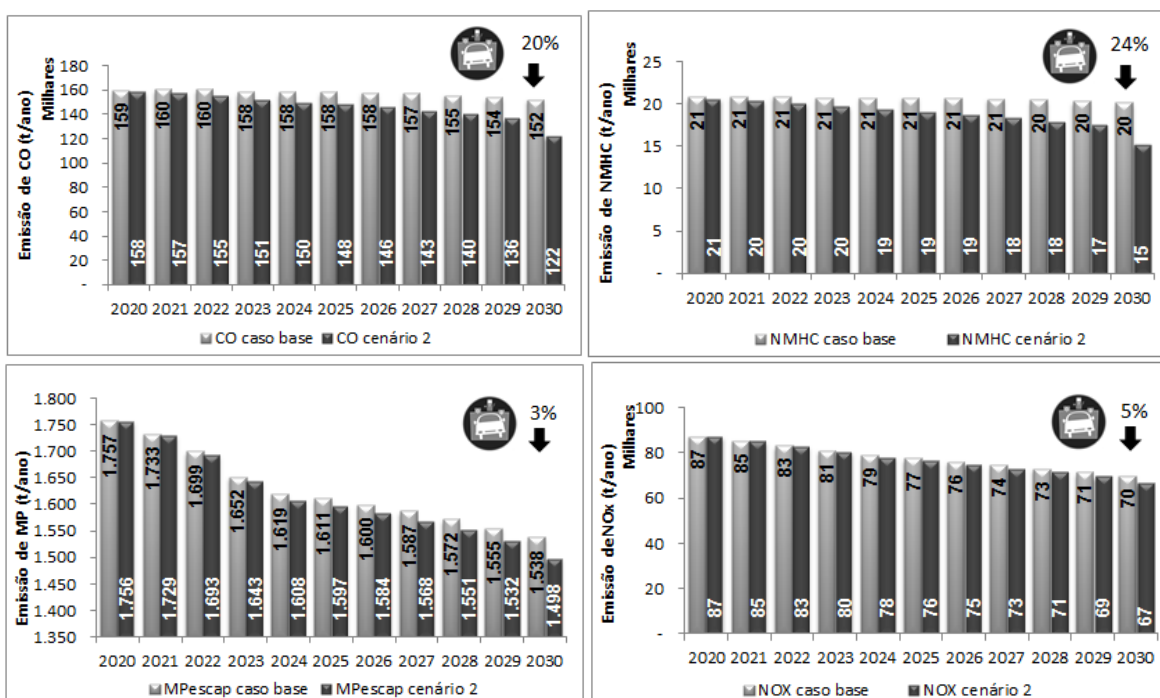 20%
Milhares
Emissão de CO (t/ano)
180
160
140
120
100
80
60
40
20
-
159 160 160 158 158 158 158 157 155 154 152
158 157 155 151 150 148 146 143 140 136 122
2020 2021 2022 2023 2024 2025 2026 2027 2028 2029 2030
CO caso base CO cenário 2
24%
Milhares
Emissão de NMHC (t/ano)
25
20
15
10
5
-
21 21 21 21 21 21 21 21 20 20 20
21 20 20 20 19 19 19 18 18 17 15
2020 2021 2022 2023 2024 2025 2026 2027 2028 2029 2030
NMHC caso base NMHC cenário 2
3%
Emissão de MP (t/ano)
1.800
1.750
1.700
1.650
1.600
1.550
1.500
1.450
1.400
1.350
1.757 1.733 1.699 1.652 1.619 1.611 1.600 1.587 1.572 1.555 1.538
1.756 1.729 1.693 1.643 1.608 1.597 1.584 1.568 1.551 1.532 1.498
2020 2021 2022 2023 2024 2025 2026 2027 2028 2029 2030
MPescap caso base MPescap cenário 2
5%
Milhares
Emissão deNOx (t/ano)
100
80
60
40
20
-
87 85 83 81 79 77 76 74 73 71 70
87 85 83 80 78 76 75 73 71 69 67
2020 2021 2022 2023 2024 2025 2026 2027 2028 2029 2030
NOX caso base NOX cenário 2